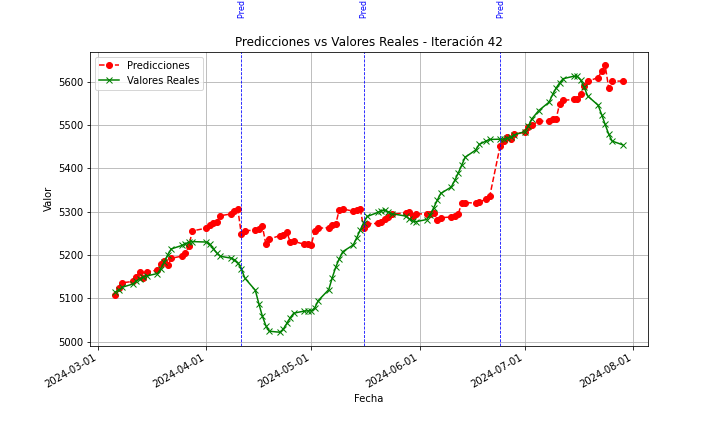 Pred
Pred
Pred
Predicciones vs Valores Reales - Iteración 42
Predicciones
Valores Reales
5600
5500
5400
5300
5200
5100
5000
Valor
2024-03-01
2024-04-01
2024-05-01
2024-06-01
2024-07-01
2024-08-01
Fecha